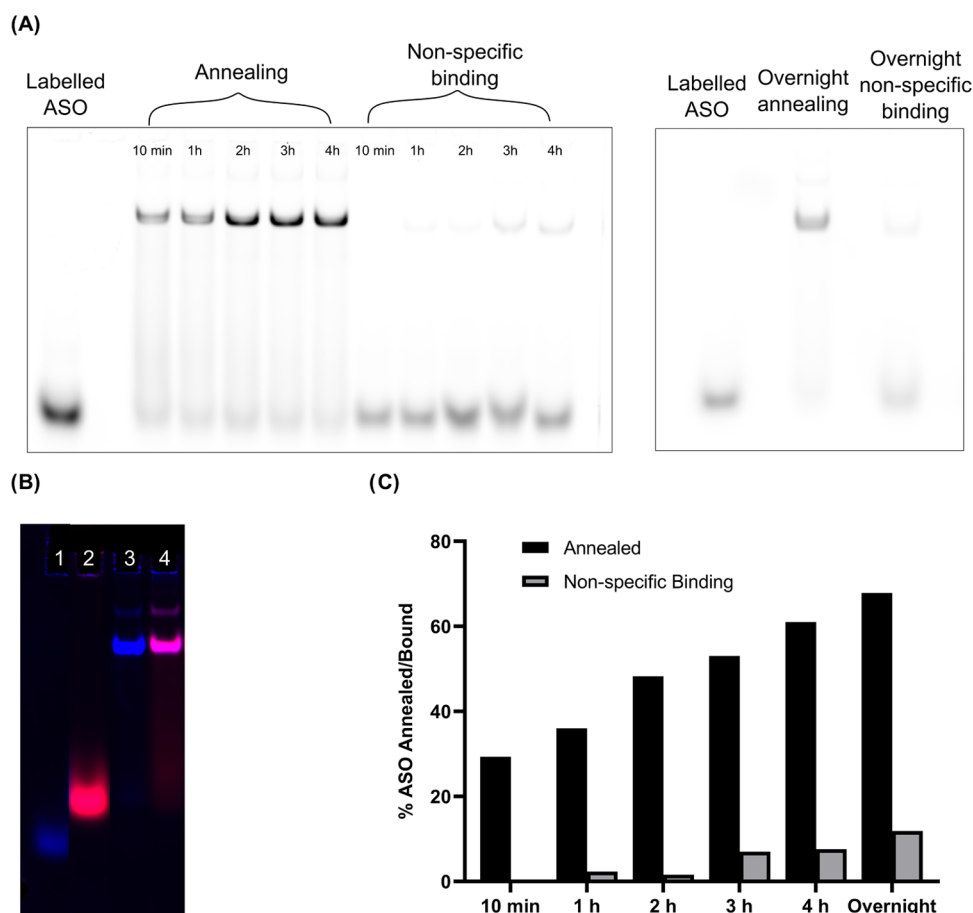 (A)
Labelled
ASO
Annealing
Non-specific
binding
10 min 1h 2h 3h 4h 10 min 1h 2h 3h 4h
Labelled
ASO
Overnight
annealing
Overnight
non-specific
binding
(B)
1 2 3 4
(C)
% ASO Annealed/Bound
80
60
40
20
0
Annealed
Non-specific Binding
10 min 1 h 2 h 3 h 4 h Overnight